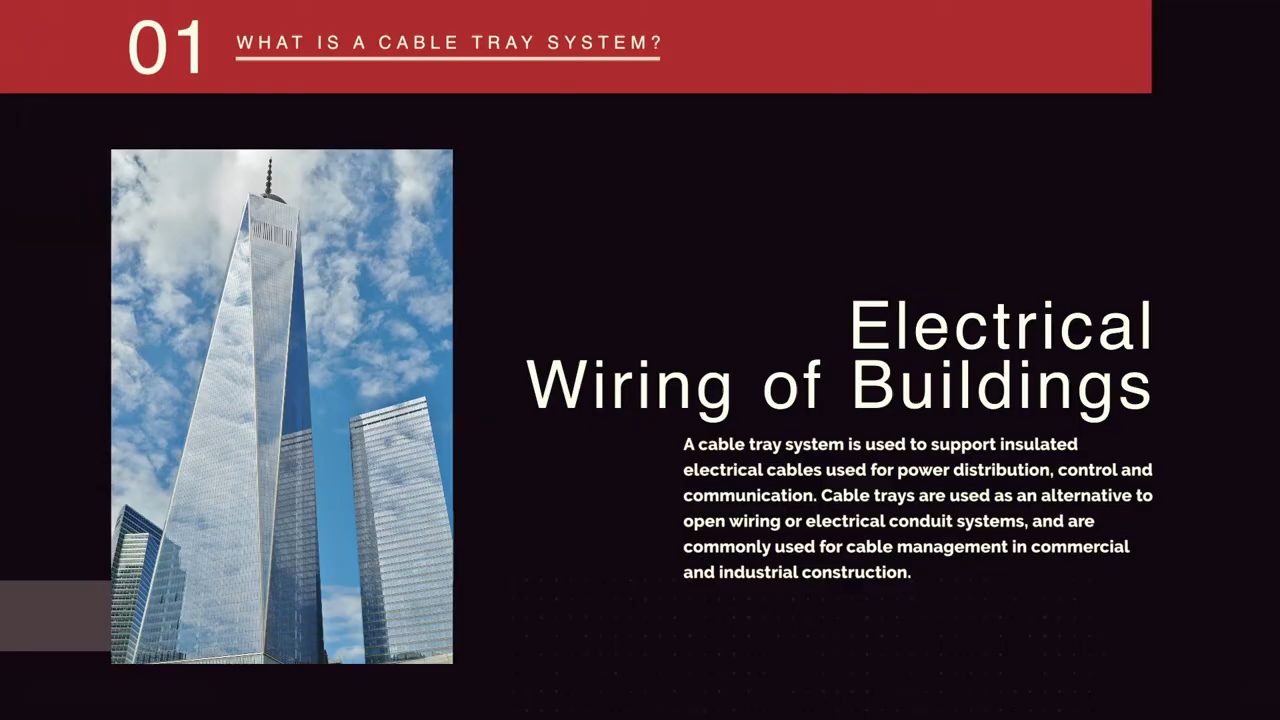 01
WHAT IS A CABLE TRAY SYSTEM?
Electrical
Wiring of Buildings
A cable tray system is used to support insulated
electrical cables used for power distribution, control and
communication. Cable trays are used as an alternative to
open wiring or electrical conduit systems, and are
commonly used for cable management in commercial
and industrial construction.